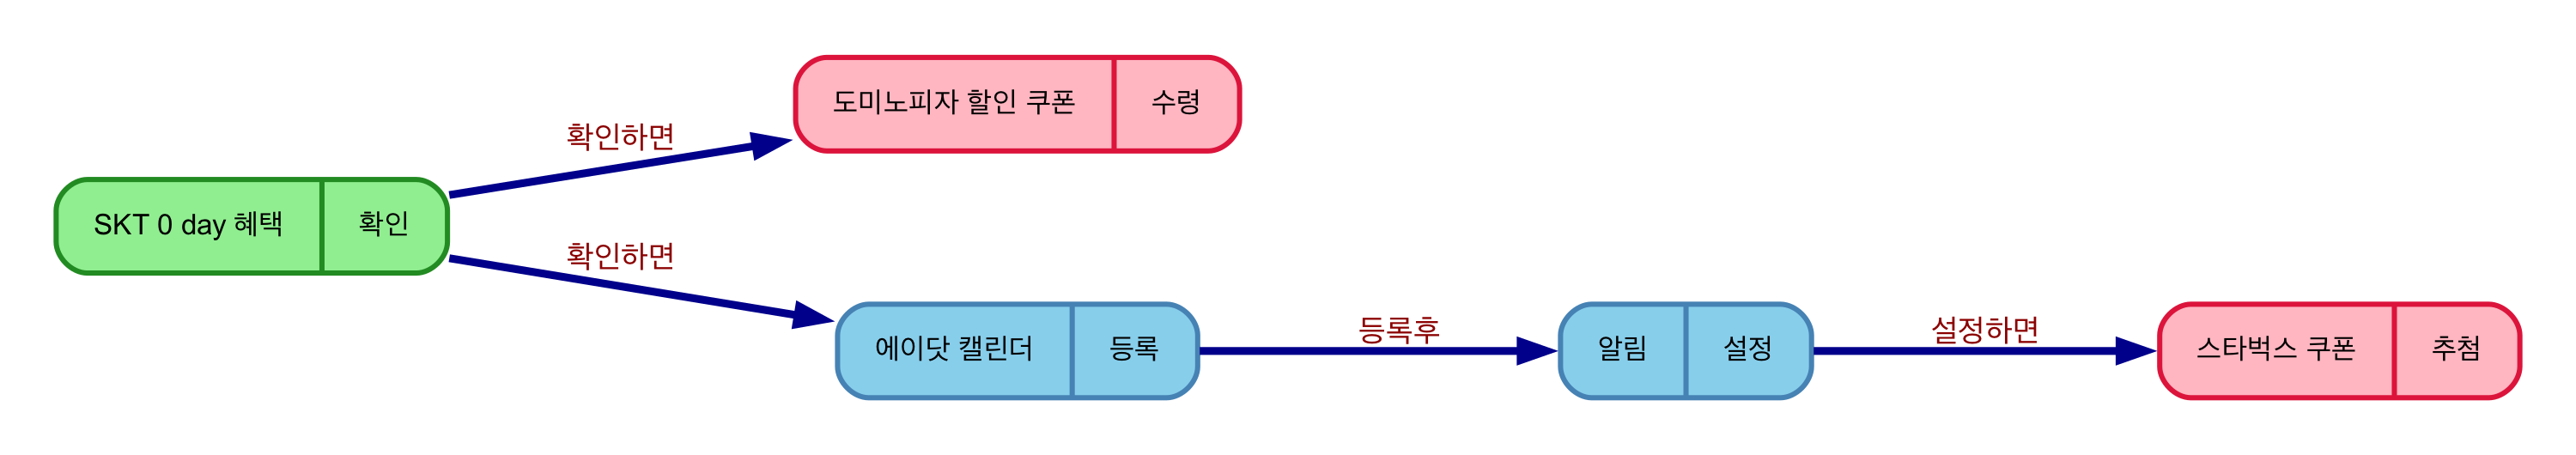 도미노피자 할인 쿠폰 수령
확인하면
SKT 0 day 혜택 확인
확인하면
에이닷 캘린더 등록
등록후
알림 설정
설정하면
스타벅스 쿠폰 추첨